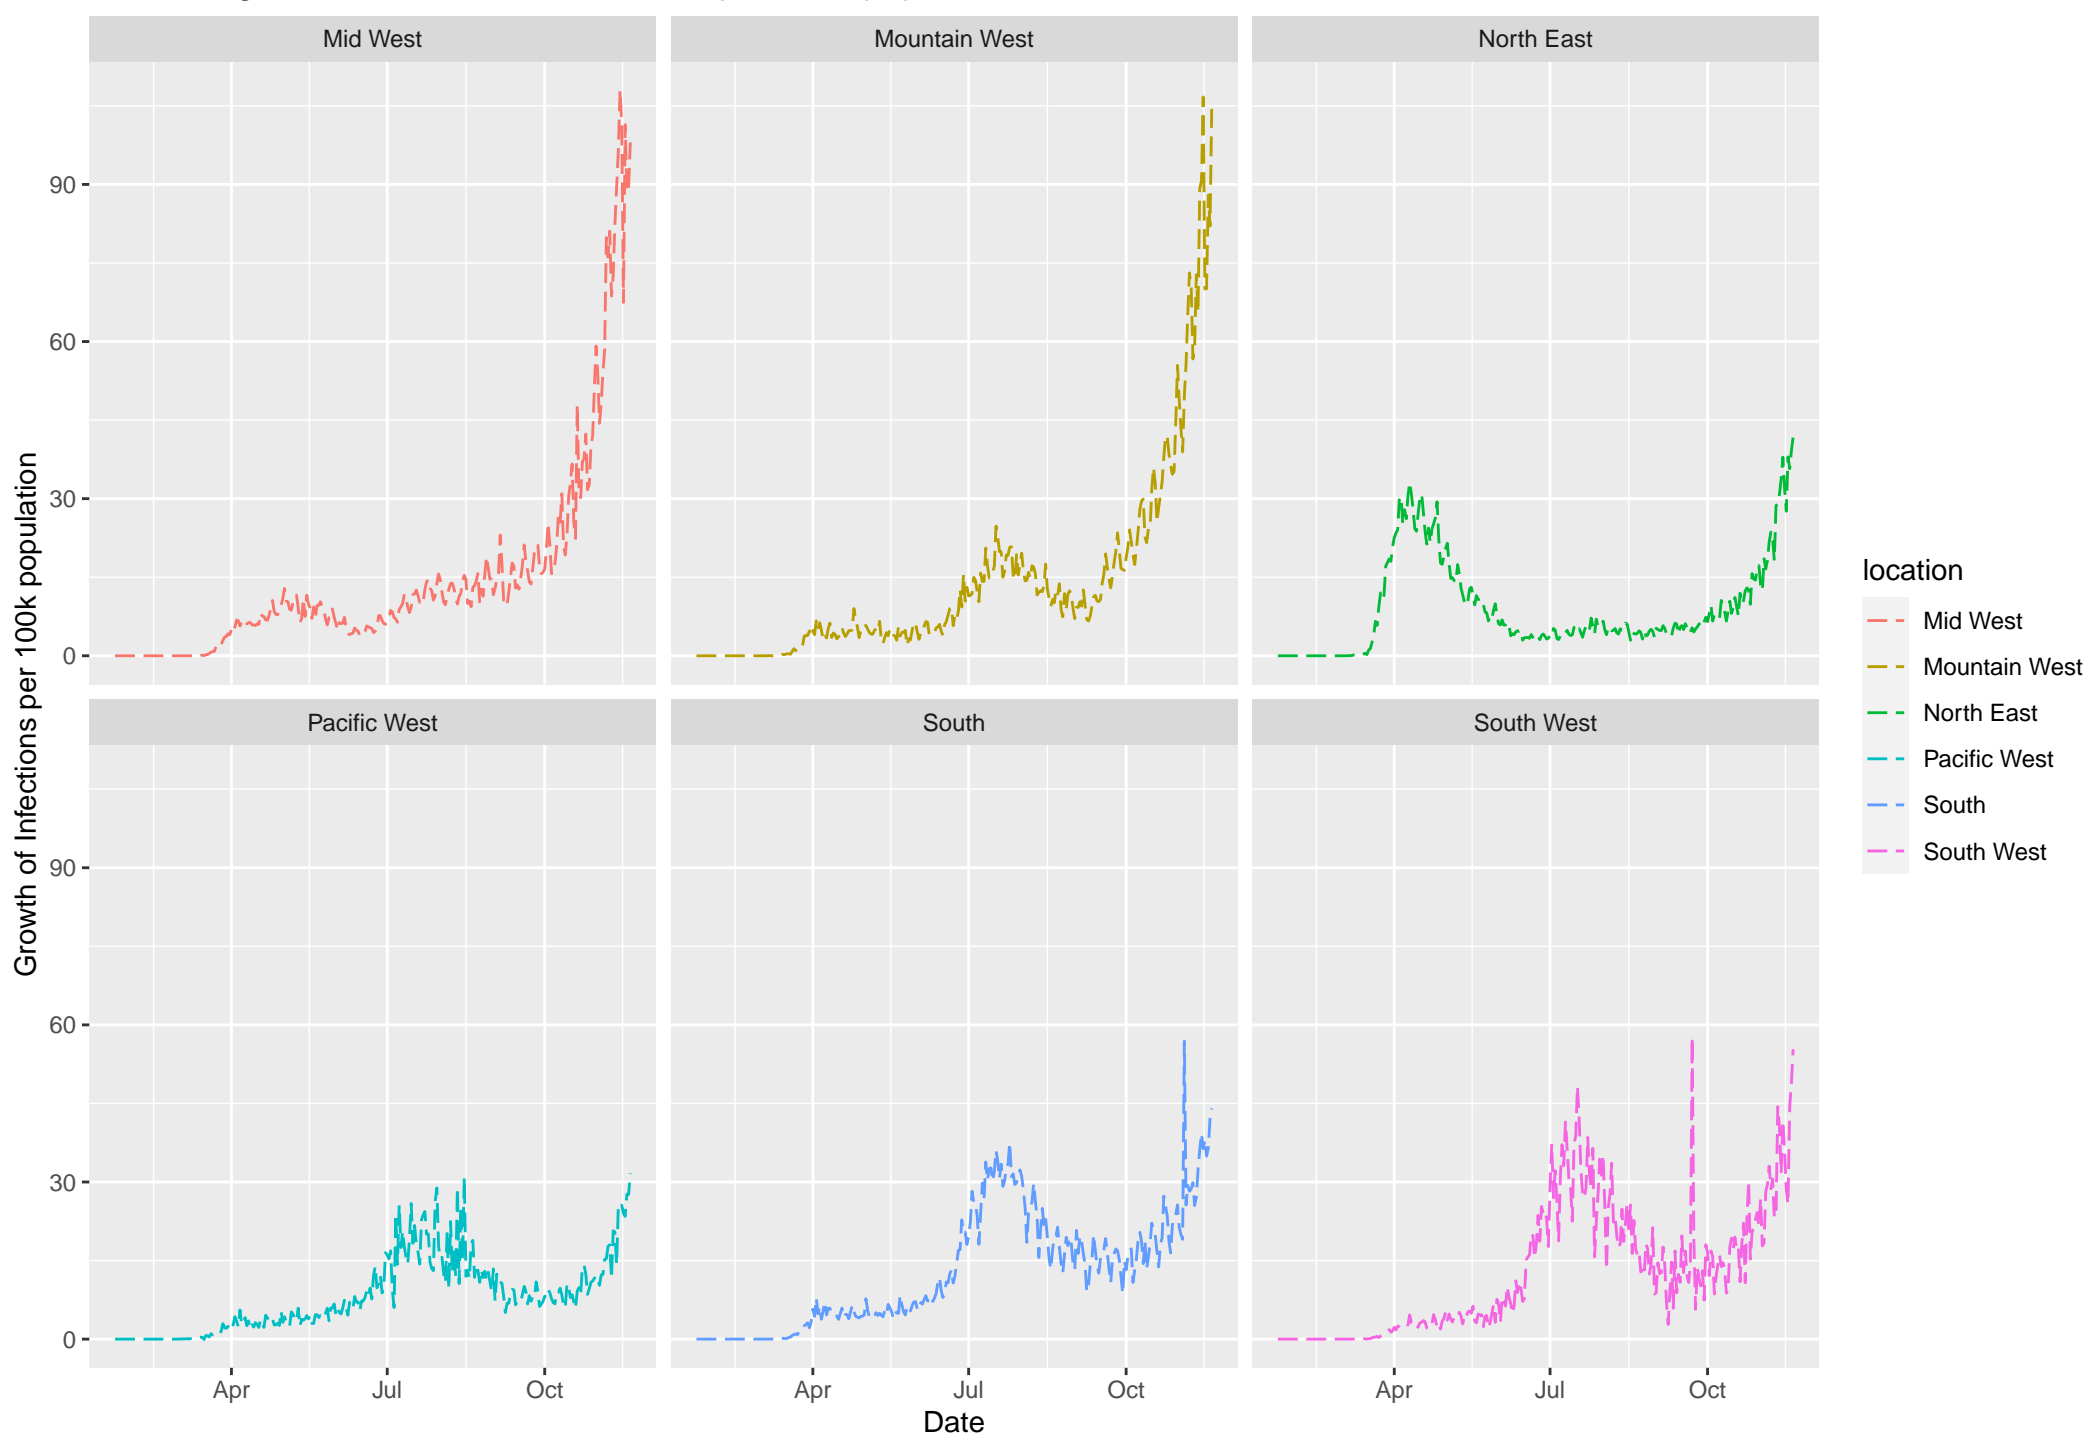 Mid West
Mountain West
North East
90
60
30
0
Pacific West
South
South West
90
60
30
0
Apr
Jul
Oct
Apr
Jul
Oct
Apr
Jul
Oct
Date
Growth of Infections per 100k population
location
Mid West
Mountain West
North East
Pacific West
South
South West